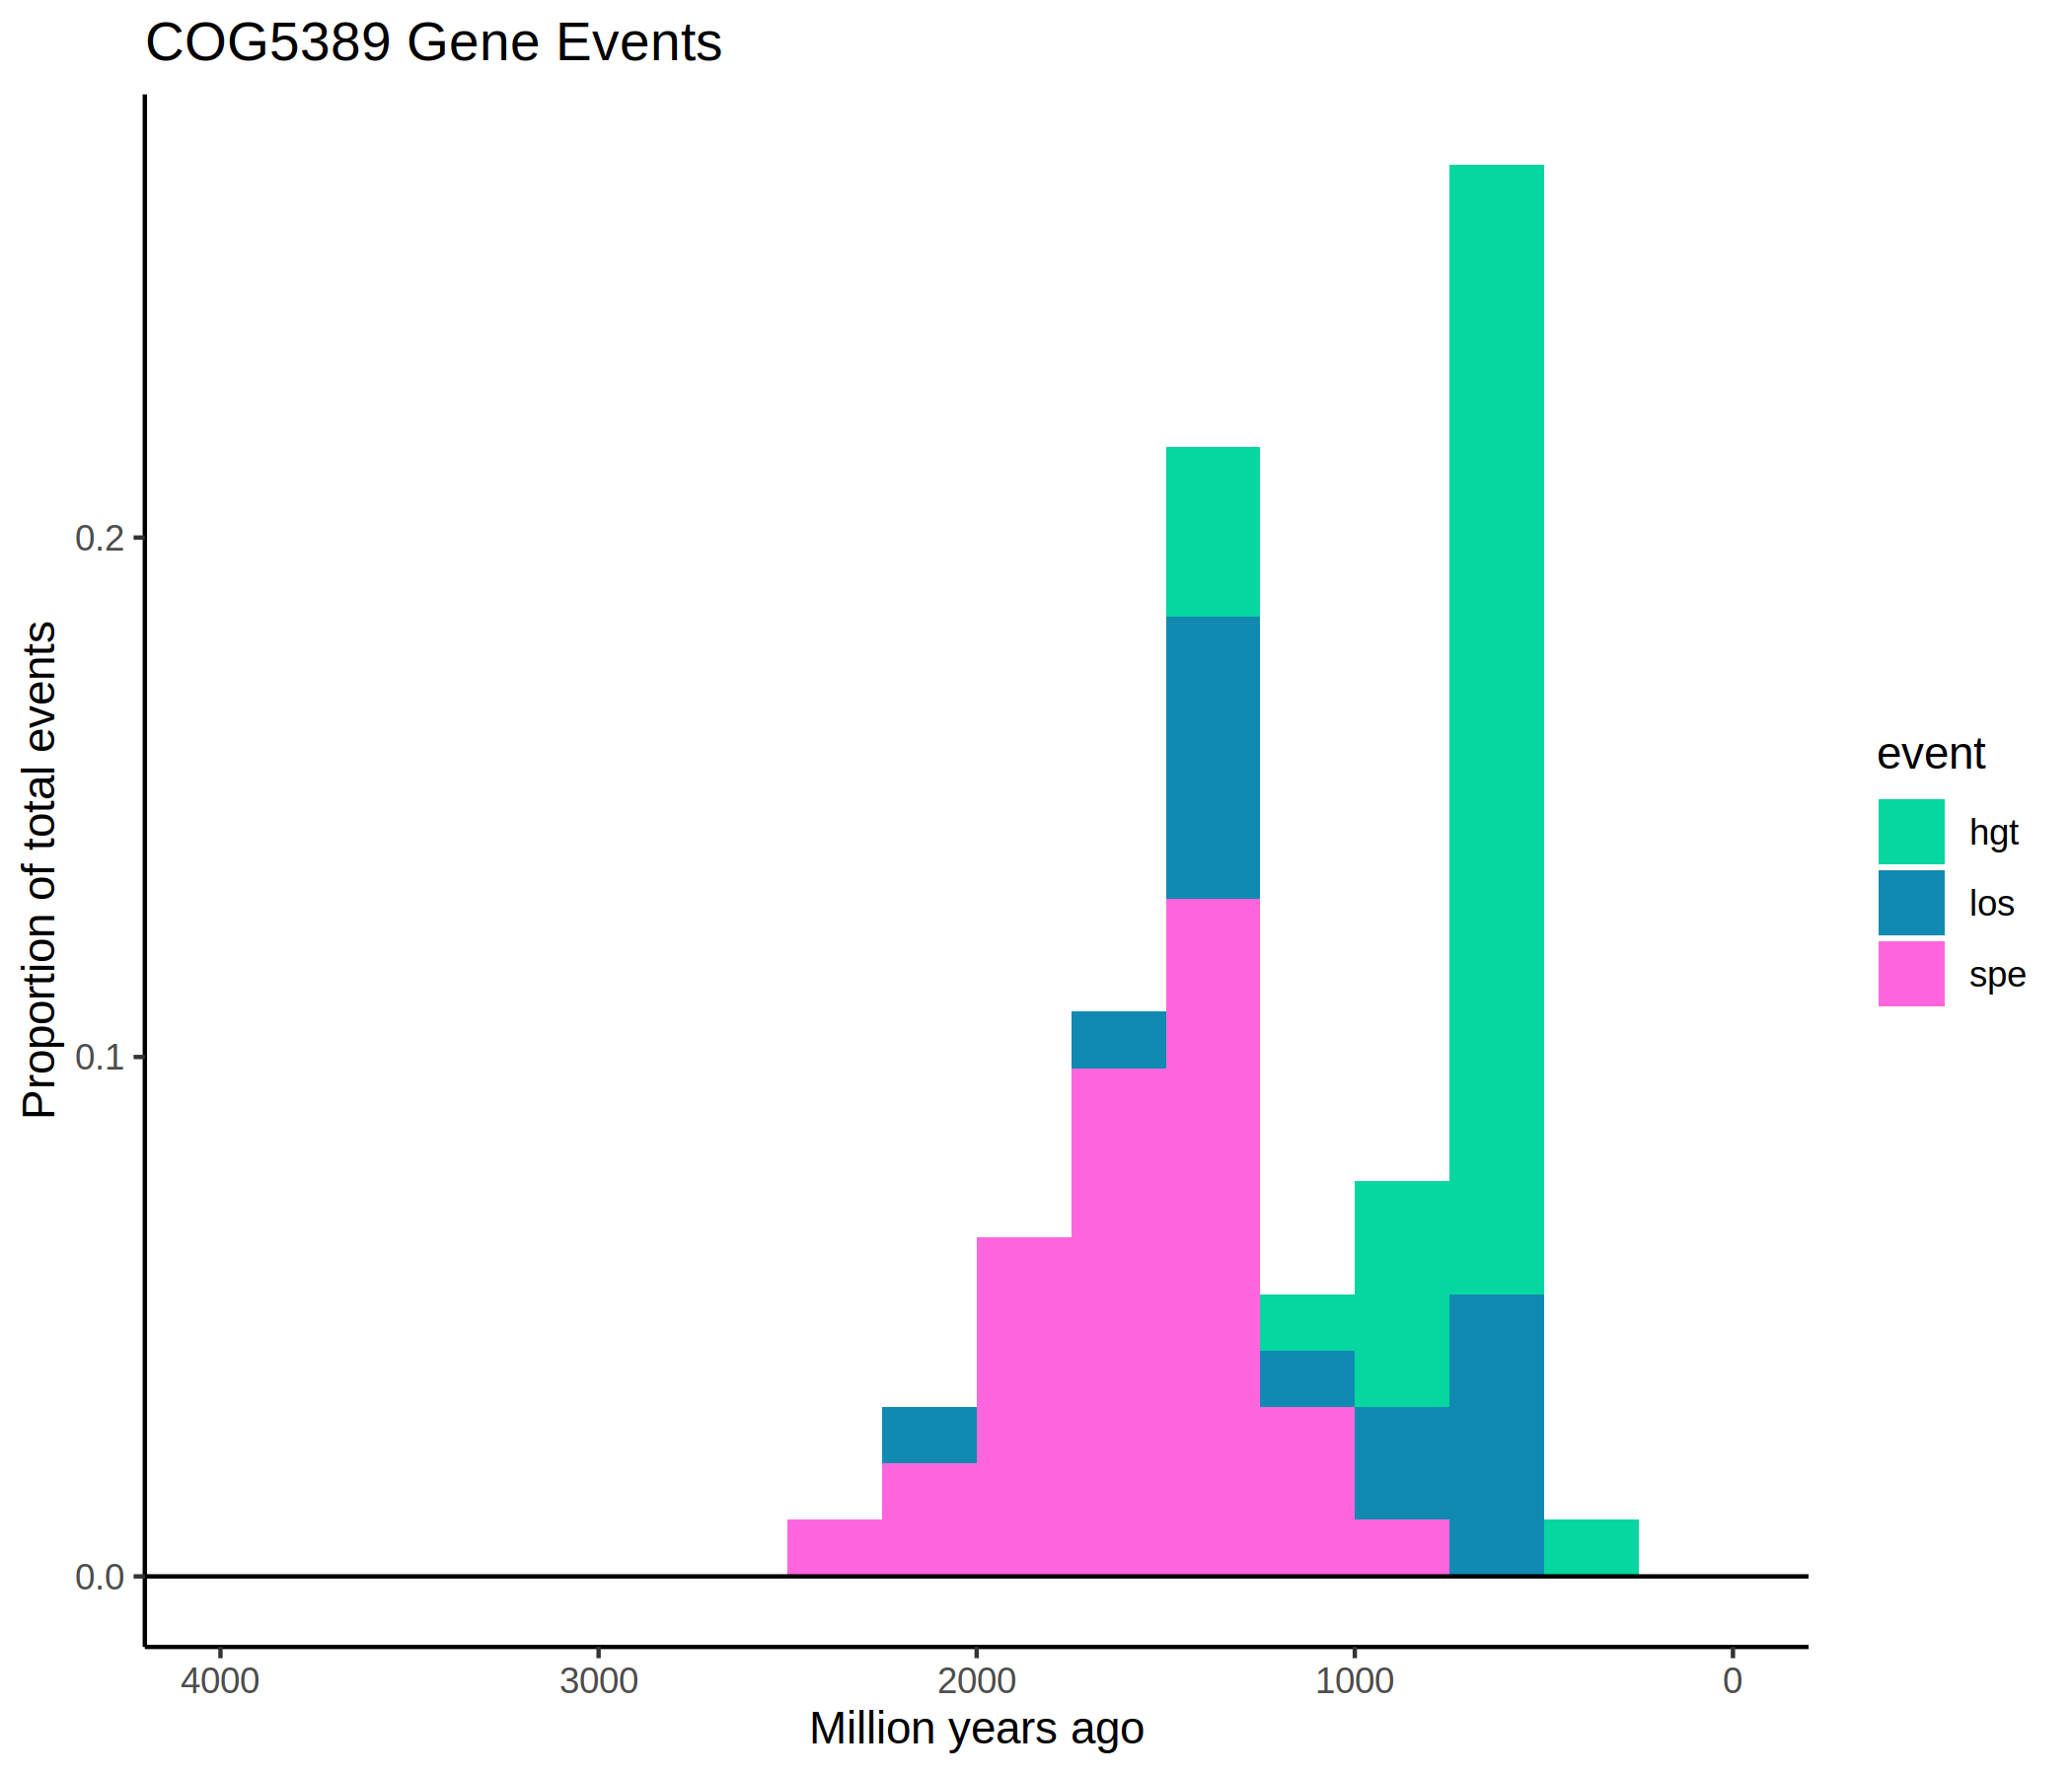 COG5389 Gene Events
Proportion of total events
0.2
0.1
0.0
4000 3000 2000 1000 0
Million years ago
event
hgt
los
spe